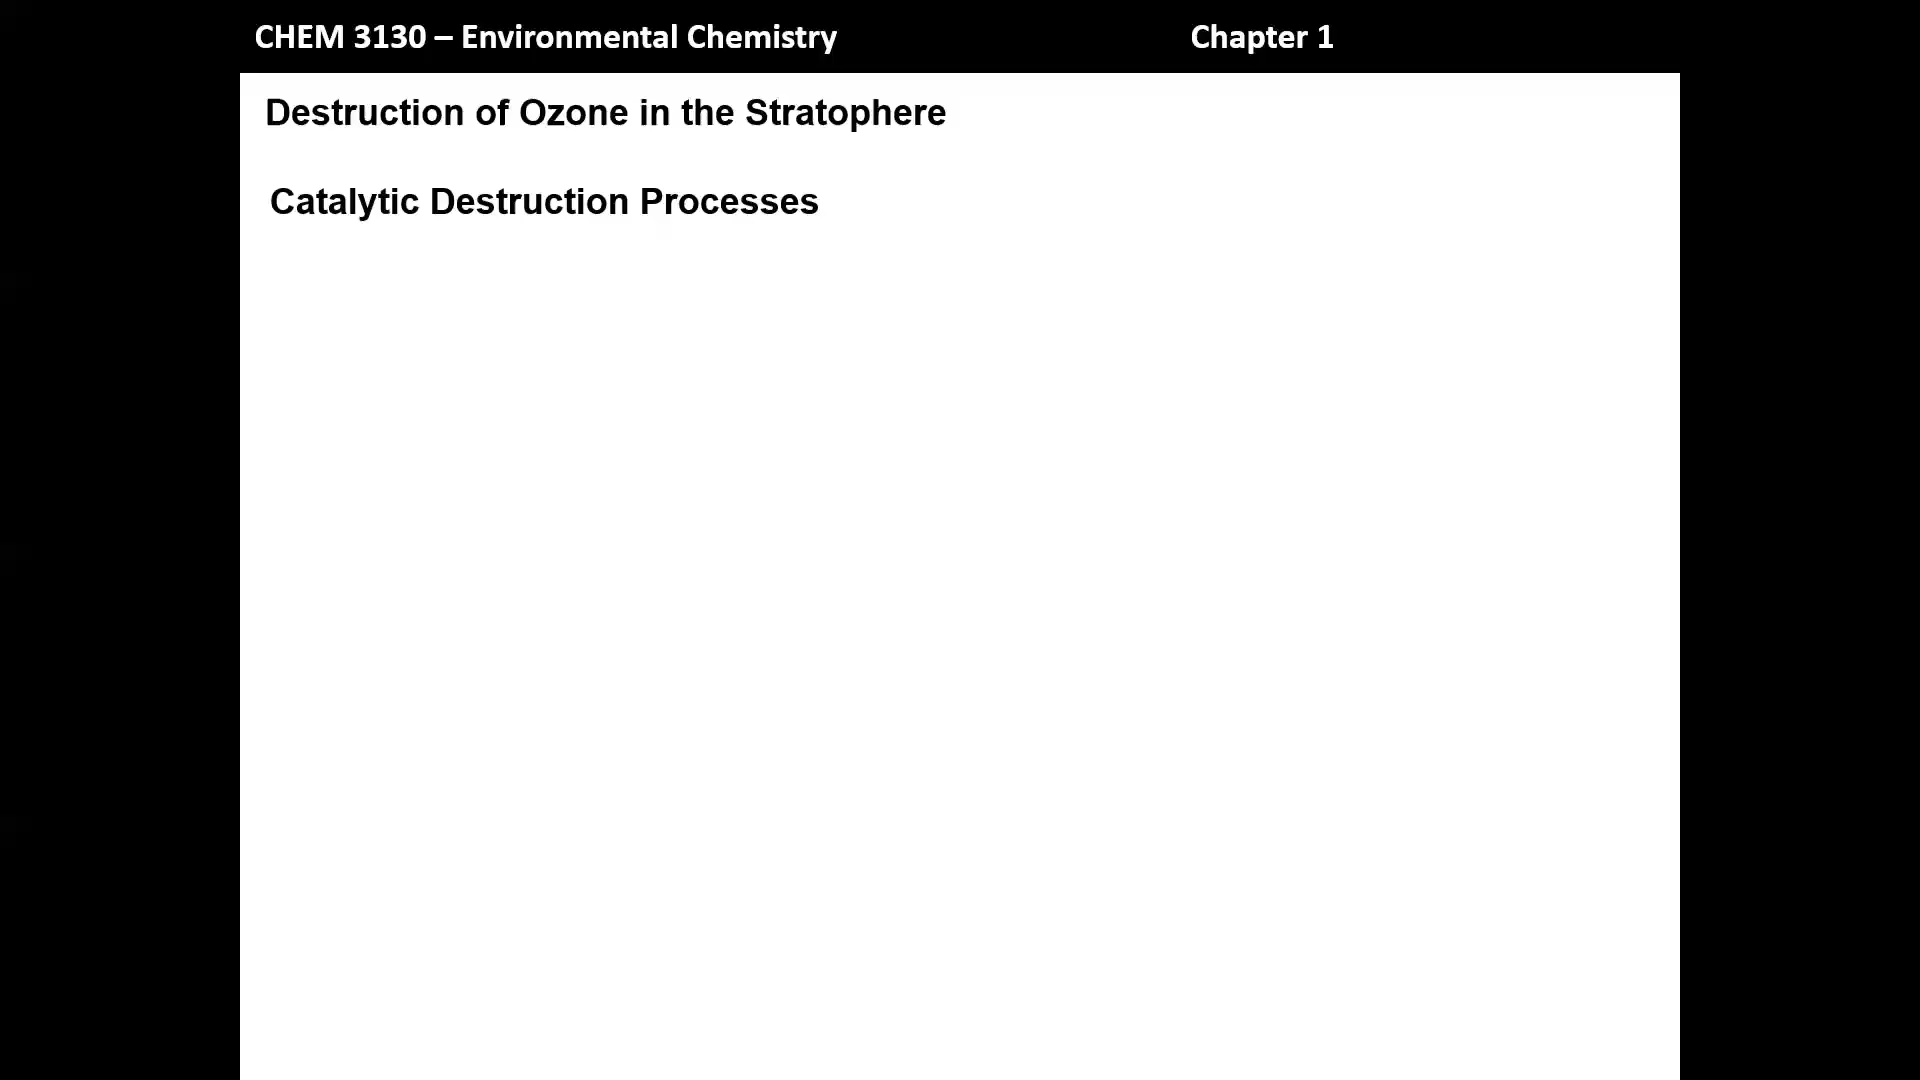 CHEM 3130 – Environmental Chemistry Chapter 1
Destruction of Ozone in the Stratophere
Catalytic Destruction Processes